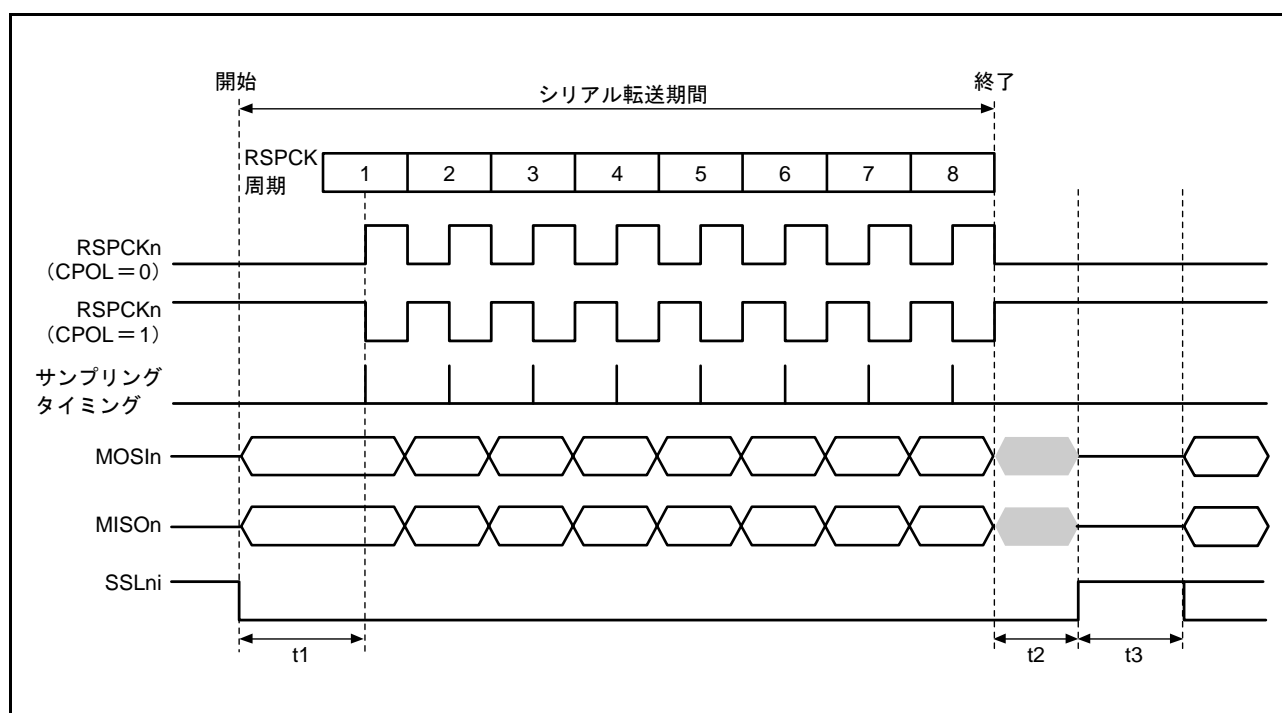 開始
終了
シリアル転送期間
RSPCK
周期
1 2 3 4 5 6 7 8
RSPCKn
（CPOL＝0）
RSPCKn
（CPOL＝1）
サンプリング
タイミング
MOSIn
MISOn
SSLni
t1
t2
t3